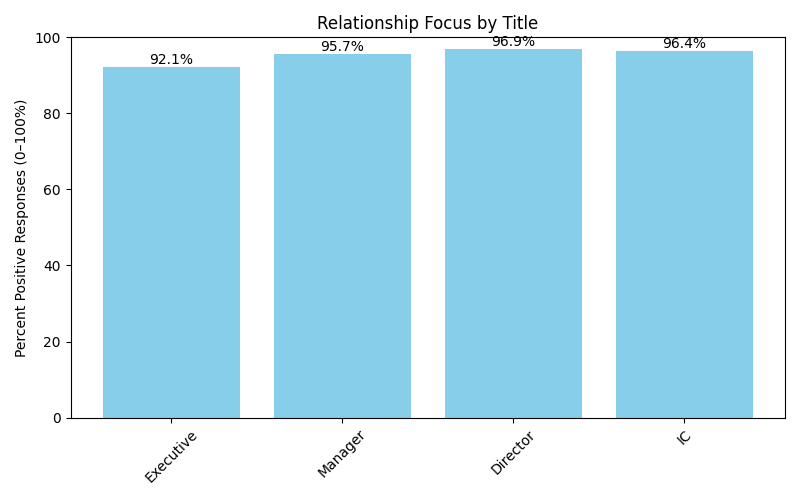 Relationship Focus by Title
Percent Positive Responses (0–100%)
100
80
60
40
20
0
92.1%
95.7%
96.9%
96.4%
Executive
Manager
Director
IC